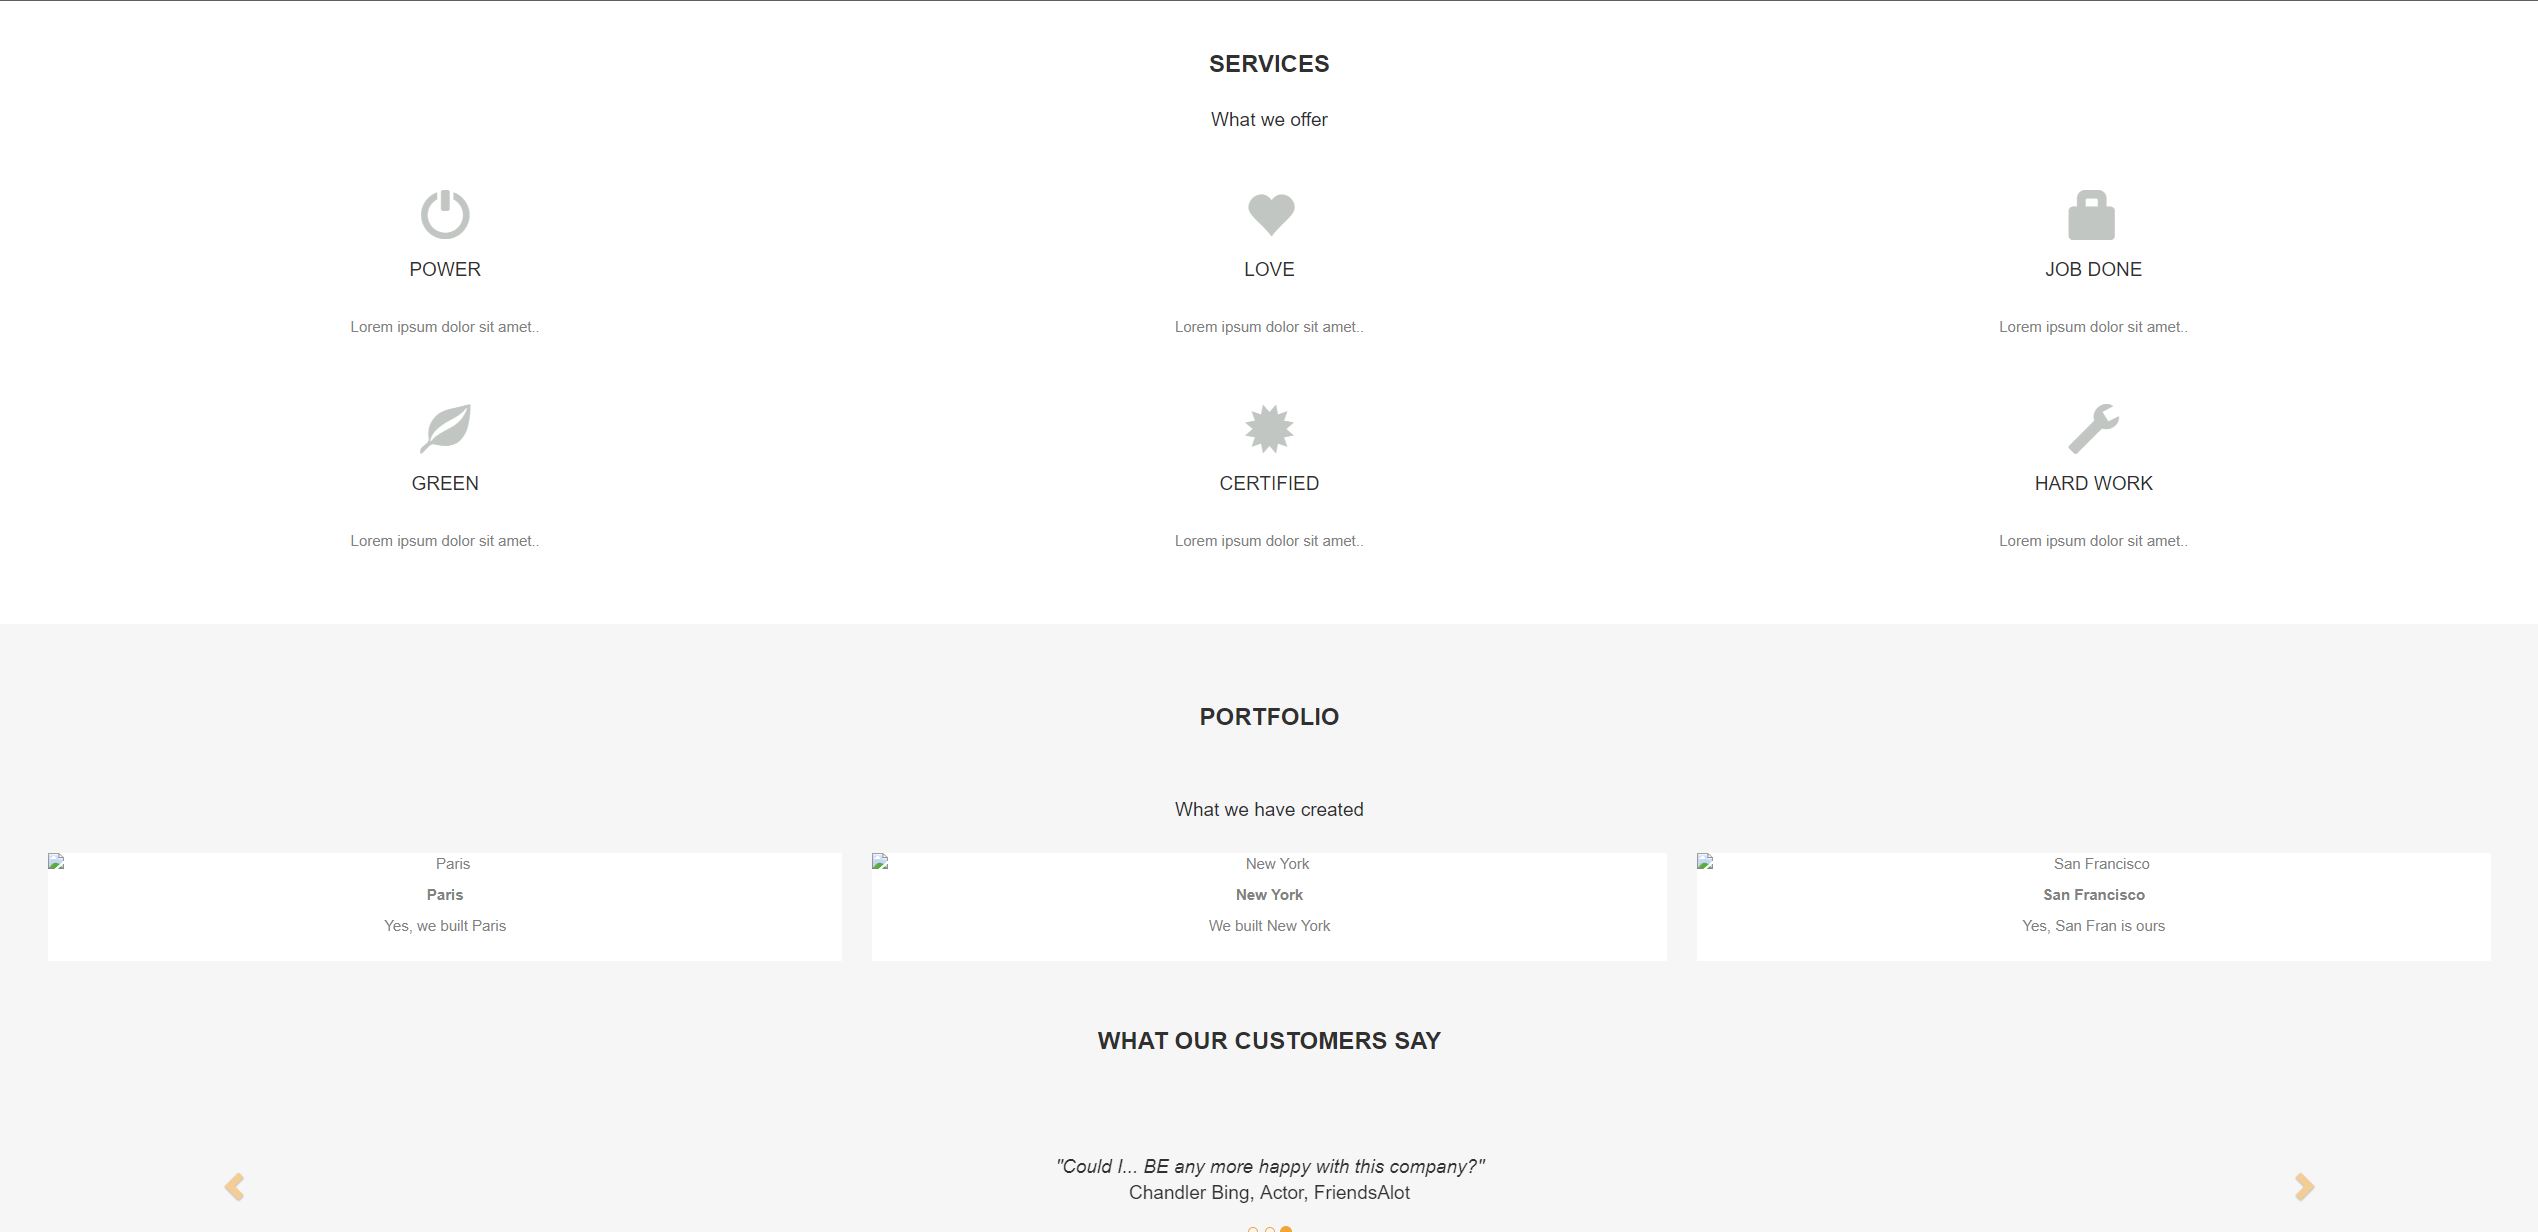 SERVICES
What we offer
POWER
LOVE
JOB DONE
Lorem ipsum dolor sit amet..
Lorem ipsum dolor sit amet..
Lorem ipsum dolor sit amet..
GREEN
CERTIFIED
HARD WORK
Lorem ipsum dolor sit amet..
Lorem ipsum dolor sit amet..
Lorem ipsum dolor sit amet..
PORTFOLIO
What we have created
Paris
Paris
Yes, we built Paris
New York
New York
We built New York
San Francisco
San Francisco
Yes, San Fran is ours
WHAT OUR CUSTOMERS SAY
"Could I... BE any more happy with this company?"
Chandler Bing, Actor, FriendsAlot